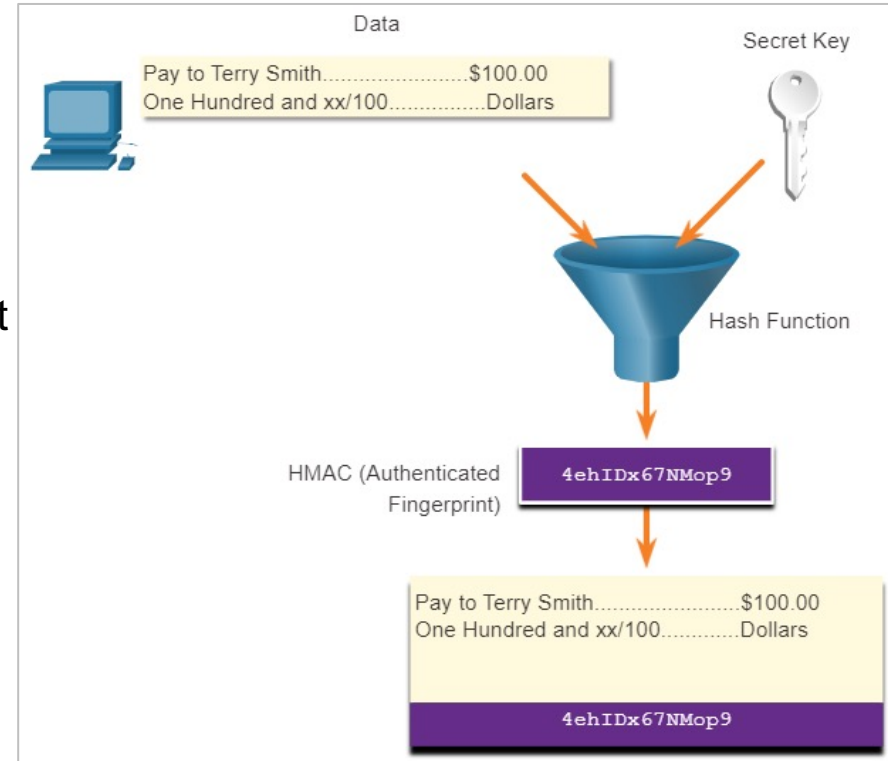 Data
Secret Key
Pay to Terry Smith.......................$100.00
One Hundred and xx/100................Dollars
t
Hash Function
HMAC (Authenticated
Fingerprint)
4ehIDx67NMop9
Pay to Terry Smith.......................$100.00
One Hundred and xx/100.............Dollars
4ehIDx67NMop9